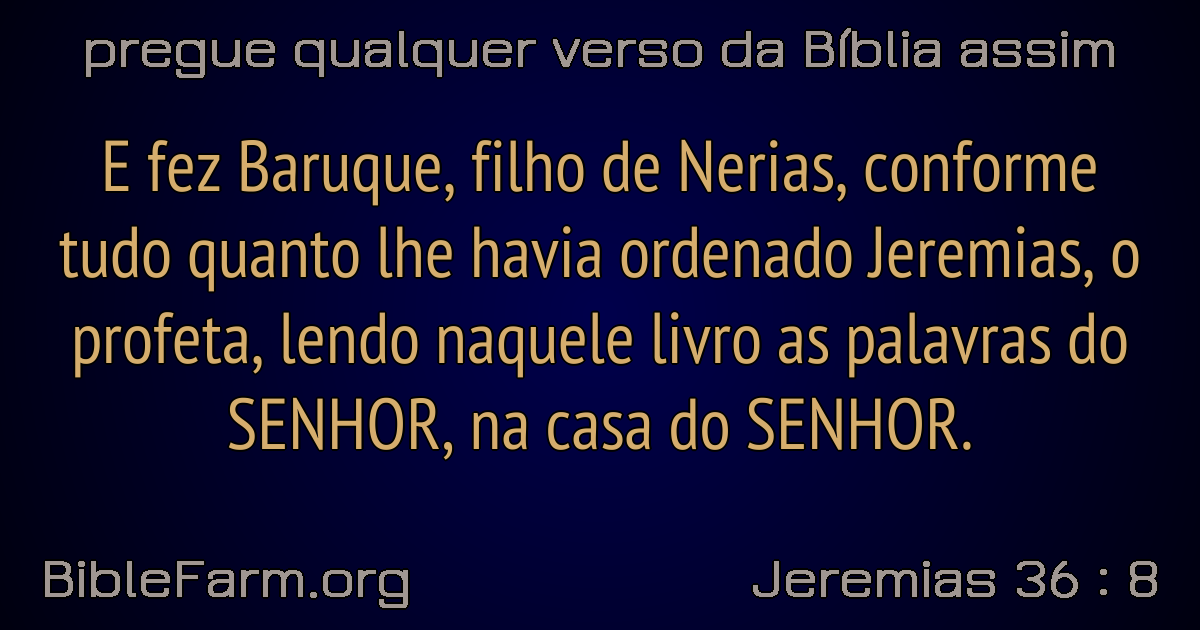 pregue qualquer verso da Bíblia assim
E fez Baruque, filho de Nerias, conforme
tudo quanto lhe havia ordenado Jeremias, o
profeta, lendo naquele livro as palavras do
SENHOR, na casa do SENHOR.
BibleFarm.org
Jeremias 36 : 8